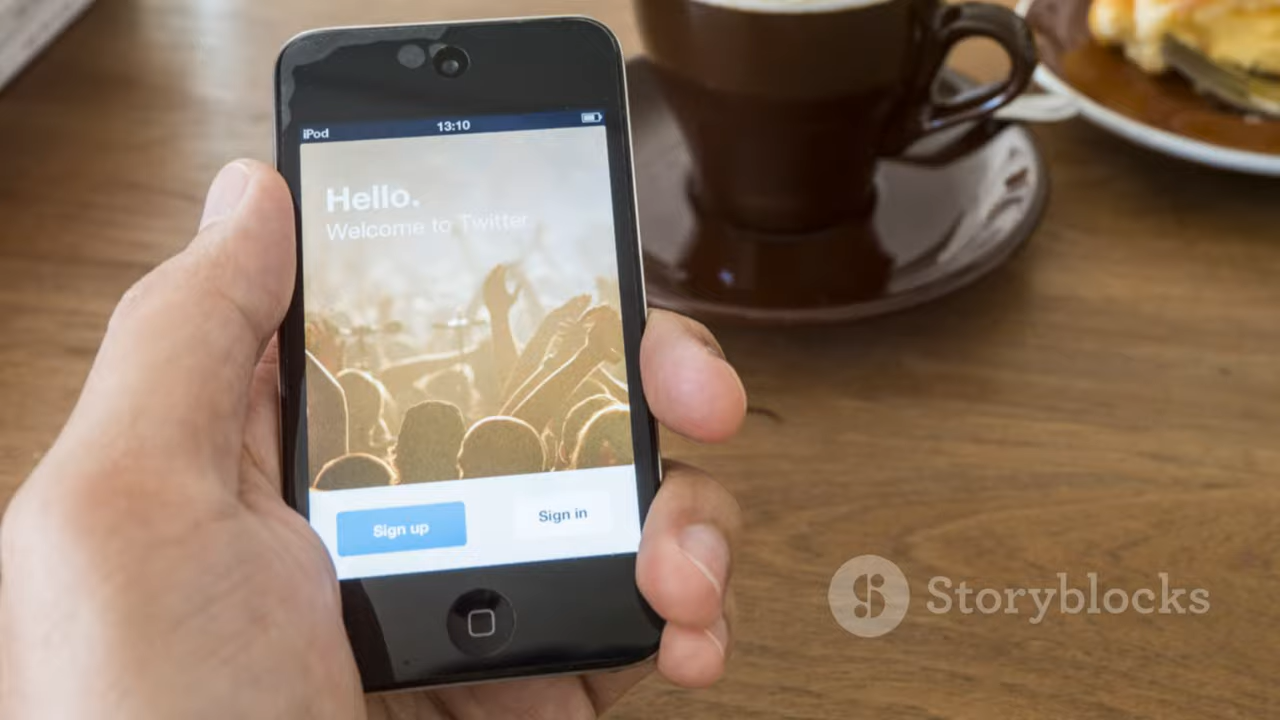 iPod 13:10
Hello.
Welcome to Twitter
Sign up Sign in
Storyblocks